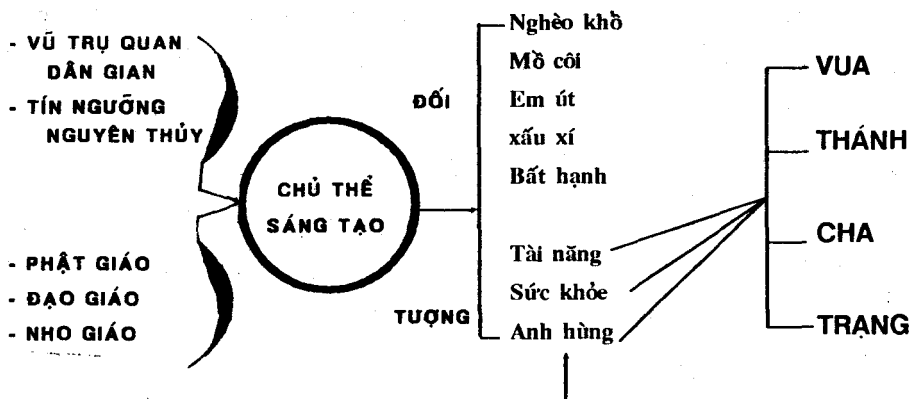 - VŨ TRỤ QUAN
DÂN GIAN
- TÍN NGƯỠNG
NGUYÊN THỦY
- PHẬT GIÁO
- ĐẠO GIÁO
- NHO GIÁO
CHỦ THỂ
SÁNG TẠO
ĐỐI
TƯỢNG
Nghèo khổ
Mồ côi
Em út
xấu xí
Bất hạnh
Tài năng
Sức khỏe
Anh hùng
VUA
THÁNH
CHA
TRẠNG